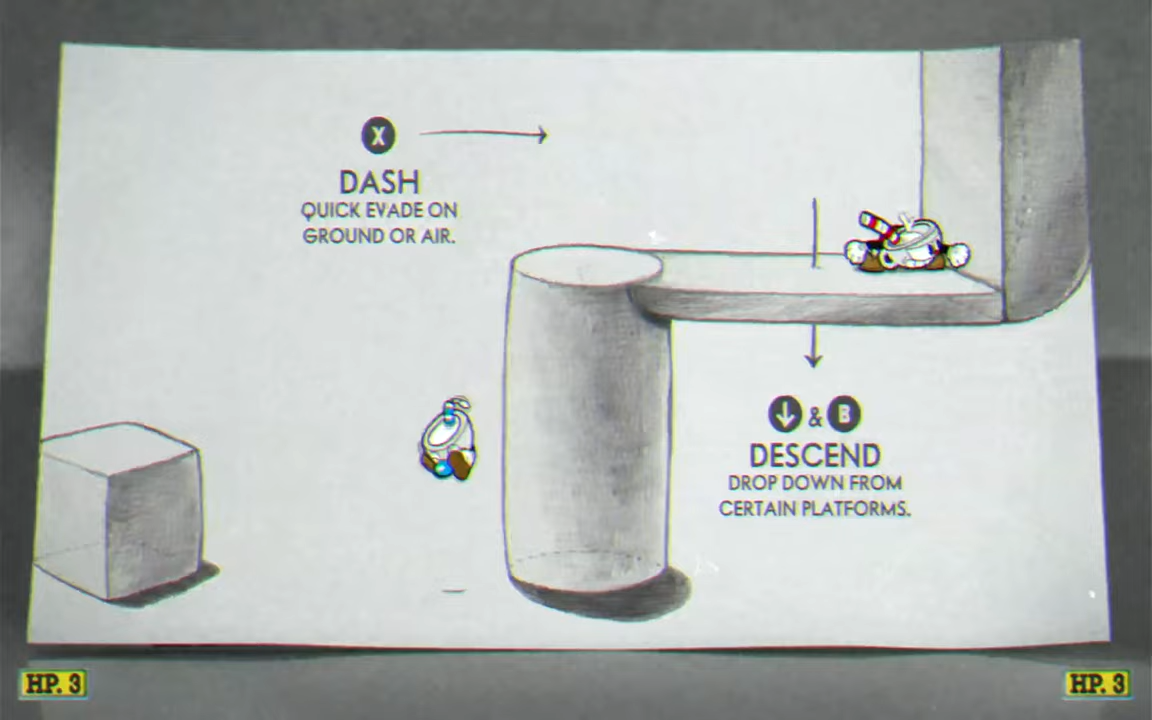 X
DASH
QUICK EVADE ON
GROUND OR AIR.
↓ & B
DESCEND
DROP DOWN FROM
CERTAIN PLATFORMS.
HP. 3
HP. 3